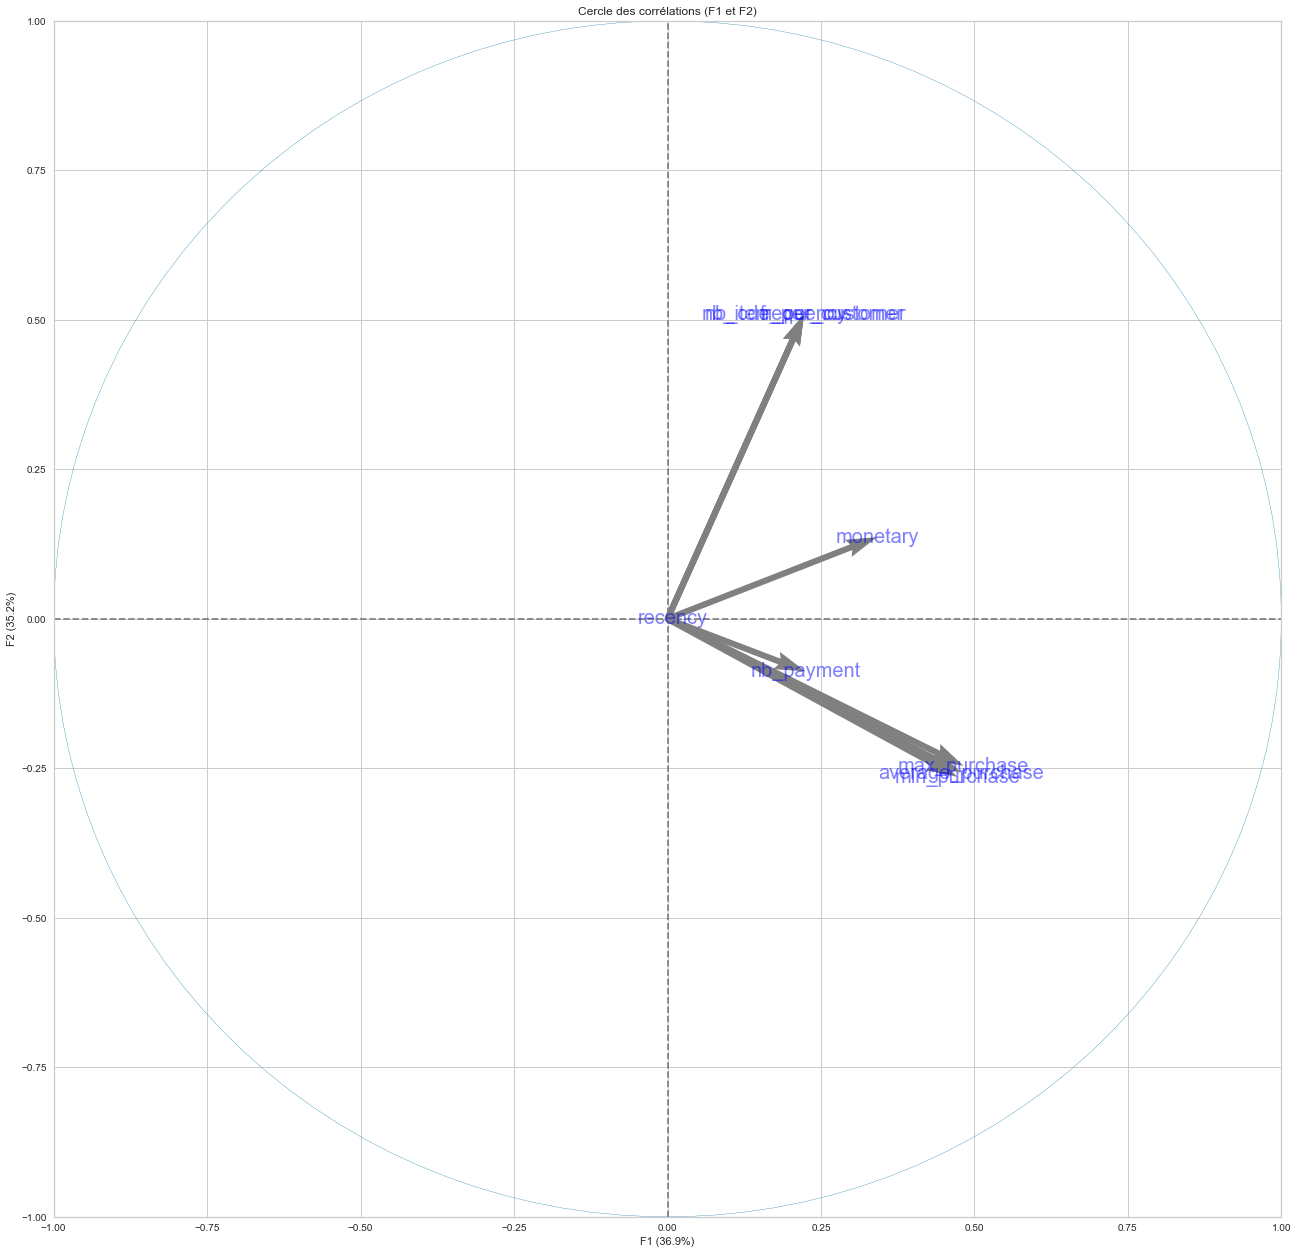 Cercle des corrélations (F1 et F2)
1.00
0.75
0.50
0.25
0.00
−0.25
−0.50
−0.75
−1.00
F2 (35.2%)
monetary
recency
nb_payment
max_purchase
average_purchase
min_purchase
−1.00 −0.75 −0.50 −0.25 0.00 0.25 0.50 0.75 1.00
F1 (36.9%)